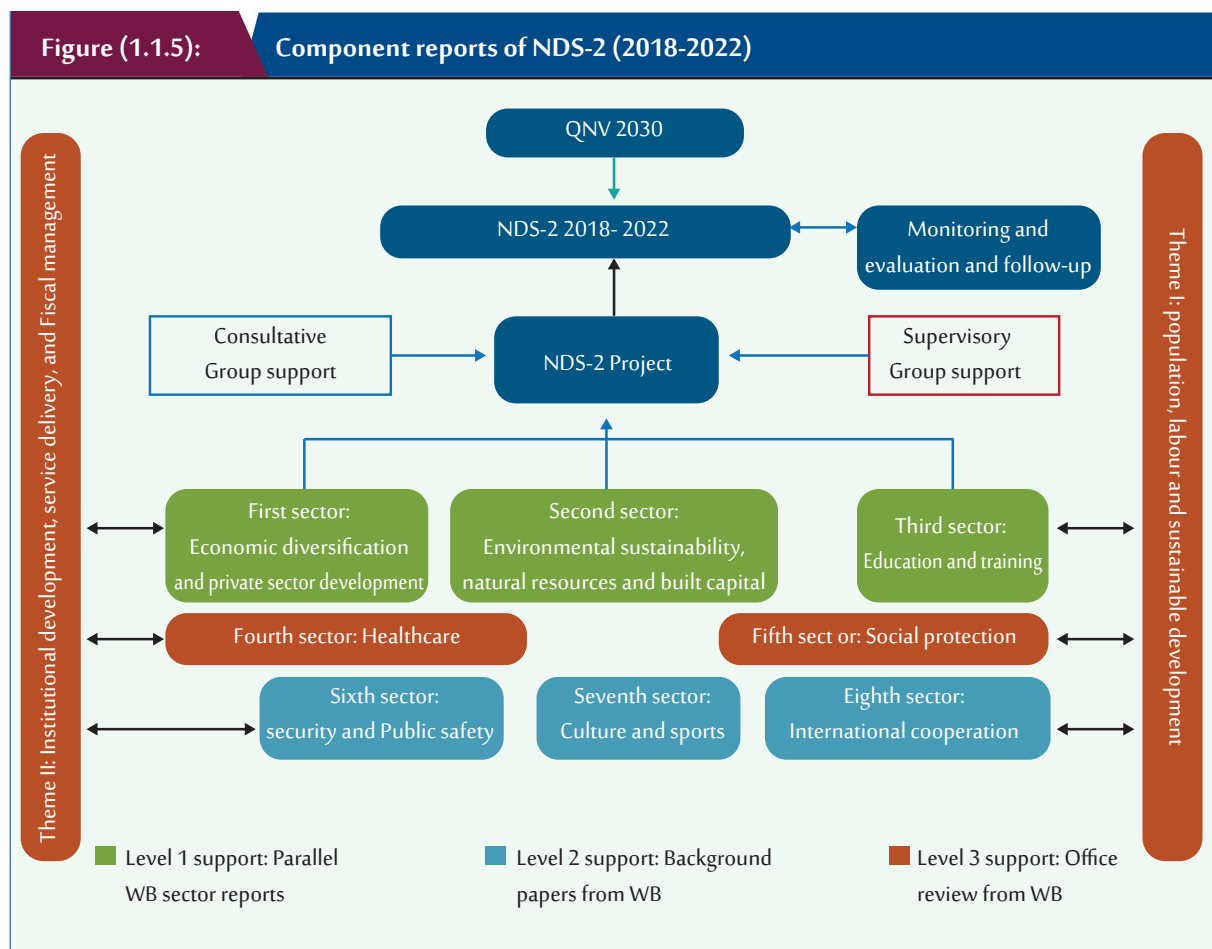 Figure (1.1.5):
Component reports of NDS-2 (2018-2022)
QNV 2030
NDS-2 2018- 2022
Monitoring and
evaluation and follow-up
Consultative
Group support
NDS-2 Project
Supervisory
Group support
Theme II: Institutional development, service delivery, and Fiscal management
Theme I: population, labour and sustainable development
First sector:
Economic diversification
and private sector development
Second sector:
Environmental sustainability,
natural resources and built capital
Third sector:
Education and training
Fourth sector: Healthcare
Fifth sect or: Social protection
Sixth sector:
security and Public safety
Seventh sector:
Culture and sports
Eighth sector:
International cooperation
Level 1 support: Parallel
WB sector reports
Level 2 support: Background
papers from WB
Level 3 support: Office
review from WB